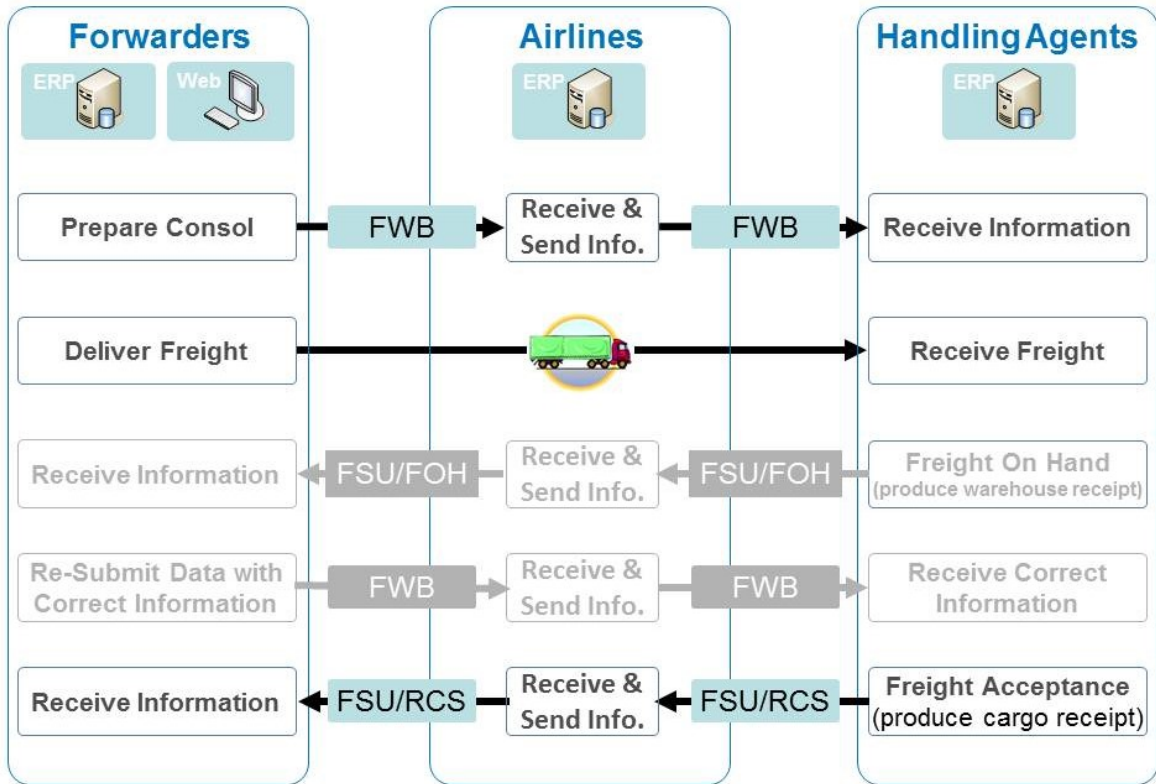 Forwarders
Airlines
Handling Agents
ERP
Web
ERP
ERP
Prepare Consol
FWB
Receive &
Send Info.
FWB
Receive Information
Deliver Freight
Receive Freight
Receive Information
FSU/FOH
Receive &
Send Info.
FSU/FOH
Freight On Hand
(produce warehouse receipt)
Re-Submit Data with
Correct Information
FWB
Receive &
Send Info.
FWB
Receive Correct
Information
Receive Information
FSU/RCS
Receive &
Send Info.
FSU/RCS
Freight Acceptance
(produce cargo receipt)